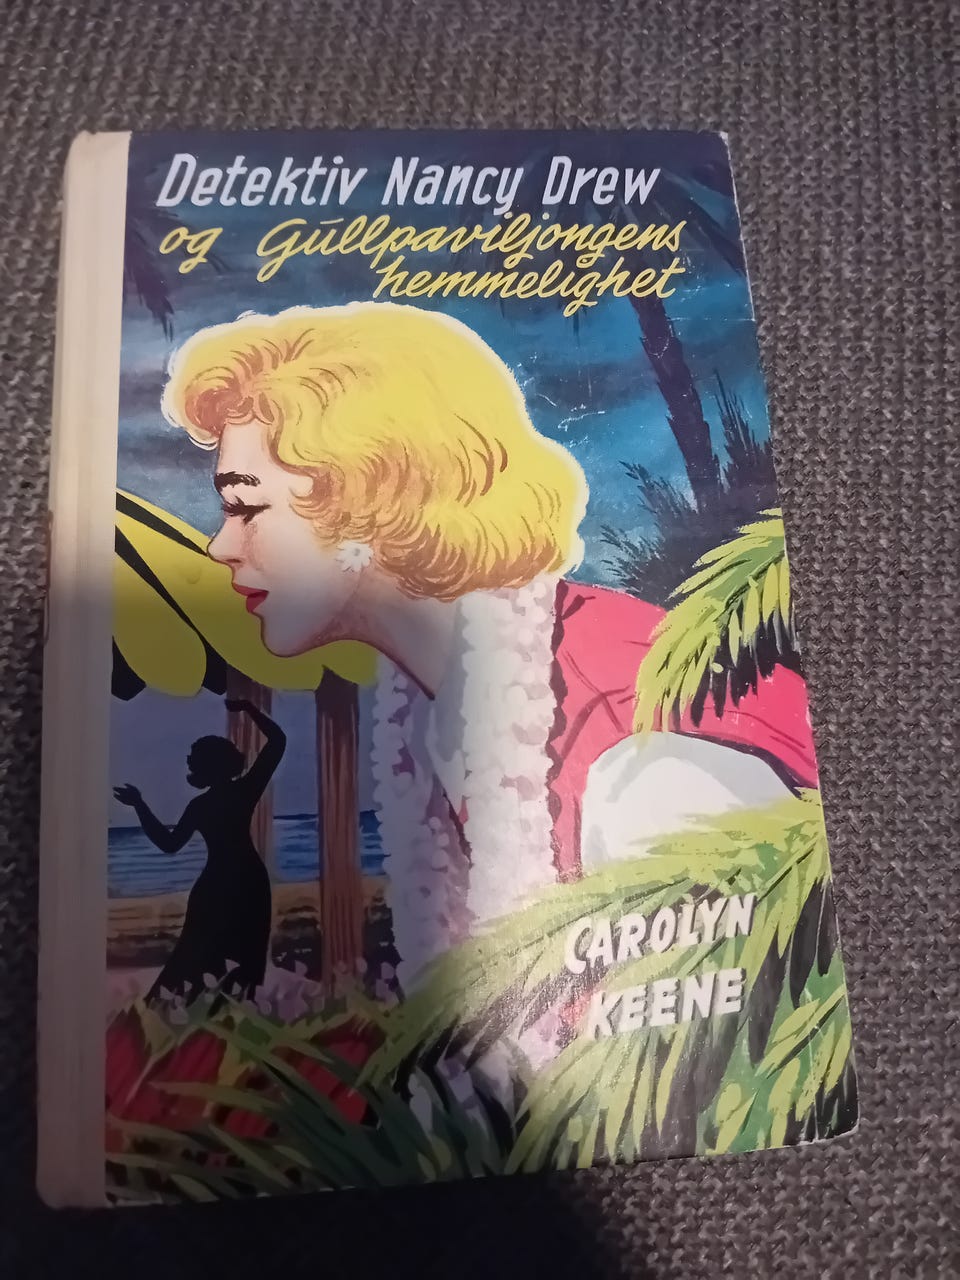 Detektiv Nancy Drew
og Gullpaviljongens
hemmelighet
CAROLYN
KEENE